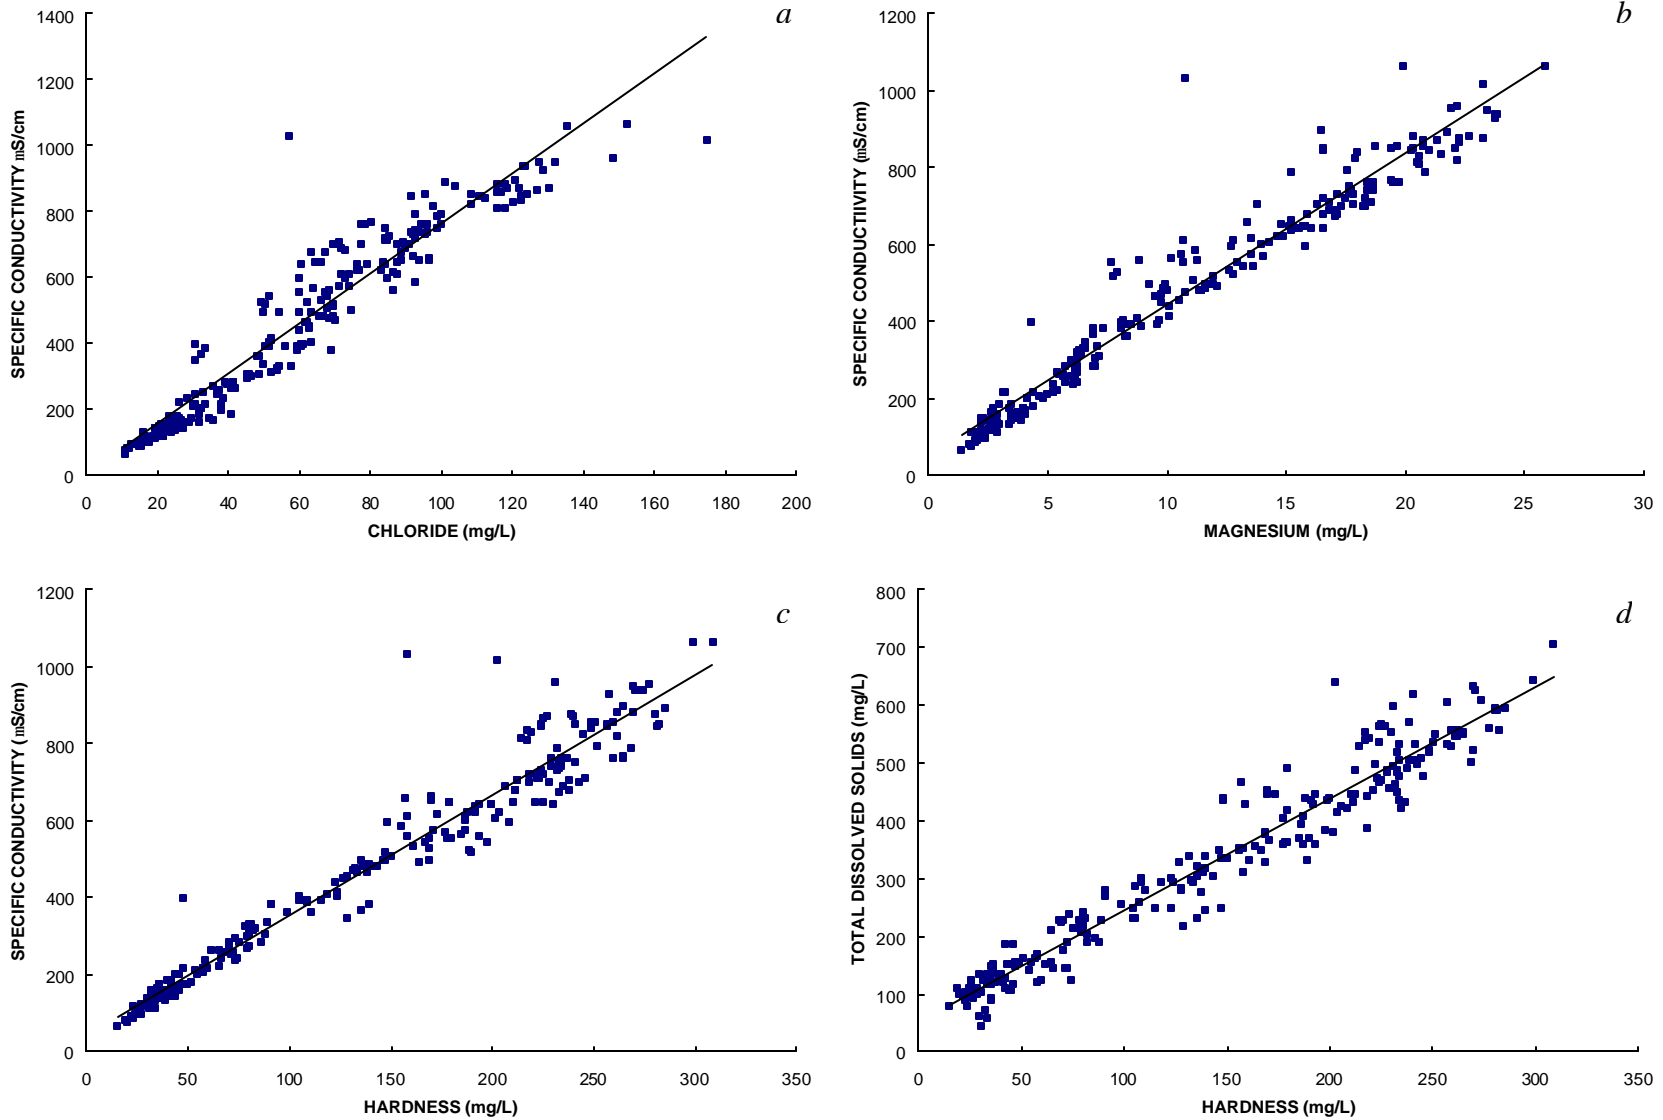 a
1400
1200
1000
800
600
400
200
0
SPECIFIC CONDUCTIVITY mS/cm
0 20 40 60 80 100 120 140 160 180 200
CHLORIDE (mg/L)
b
1200
1000
800
600
400
200
0
SPECIFIC CONDUCTIIVITY (mS/cm)
0 5 10 15 20 25 30
MAGNESIUM (mg/L)
c
1200
1000
800
600
400
200
0
SPECIFIC CONDUCTIVITY (mS/cm)
0 50 100 150 200 250 300 350
HARDNESS (mg/L)
d
800
700
600
500
400
300
200
100
0
TOTAL DISSOLVED SOLIDS (mg/L)
0 50 100 150 200 250 300 350
HARDNESS (mg/L)